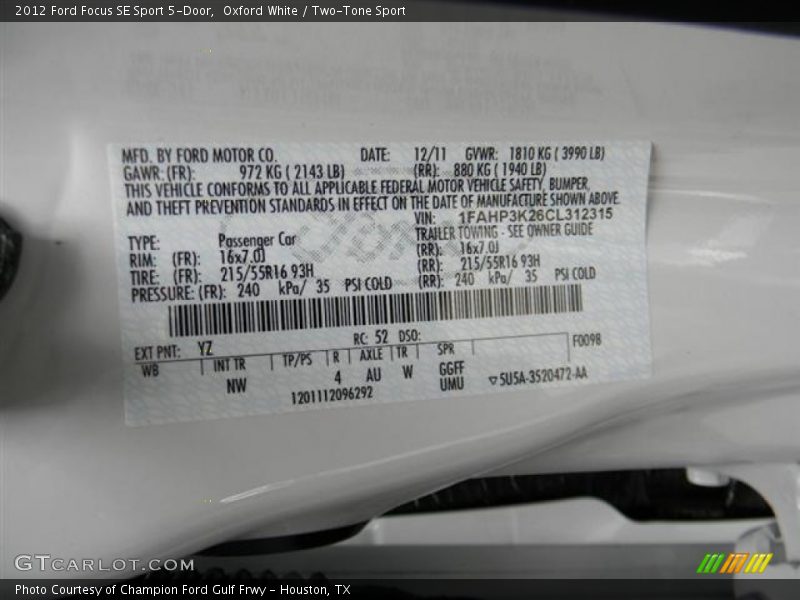 2012 Ford Focus SE Sport 5-Door, Oxford White / Two-Tone Sport
MFD. BY FORD MOTOR CO. DATE: 12/11 GVWR: 1810 KG ( 3990 LB)
GAWR: (FR): 972 KG ( 2143 LB) (RR): 880 KG ( 1940 LB)
THIS VEHICLE CONFORMS TO ALL APPLICABLE FEDERAL MOTOR VEHICLE SAFETY, BUMPER,
AND THEFT PREVENTION STANDARDS IN EFFECT ON THE DATE OF MANUFACTURE SHOWN ABOVE.
VIN: 1FAHP3K26CL312315
TYPE: Passenger Car TRAILER TOWING - SEE OWNER GUIDE
RIM: (FR): 16x7.0J (RR): 16x7.0J
TIRE: (FR): 215/55R16 93H (RR): 215/55R16 93H
PRESSURE: (FR): 240 kPa/ 35 PSI COLD (RR): 240 kPa/ 35 PSI COLD
EXT PNT: YZ RC: 52 DSO: F0098
WB INT TR TP/PS R AXLE TR SPR
NW 4 AU W GGFF
UMU
1201112096292 ▽5U5A-3520472-AA
GTCARLOT.COM
Photo Courtesy of Champion Ford Gulf Frwy - Houston, TX